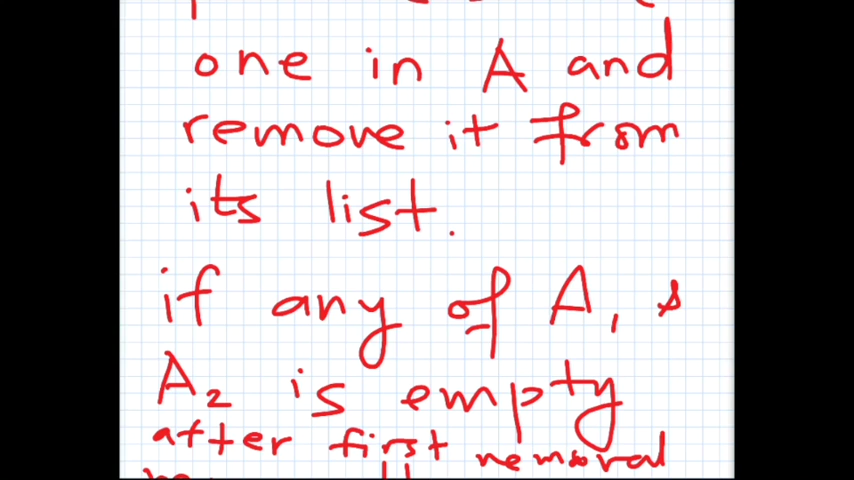 one in A and
remove it from
its list.
if any of A, &
A2 is empty
after first removal